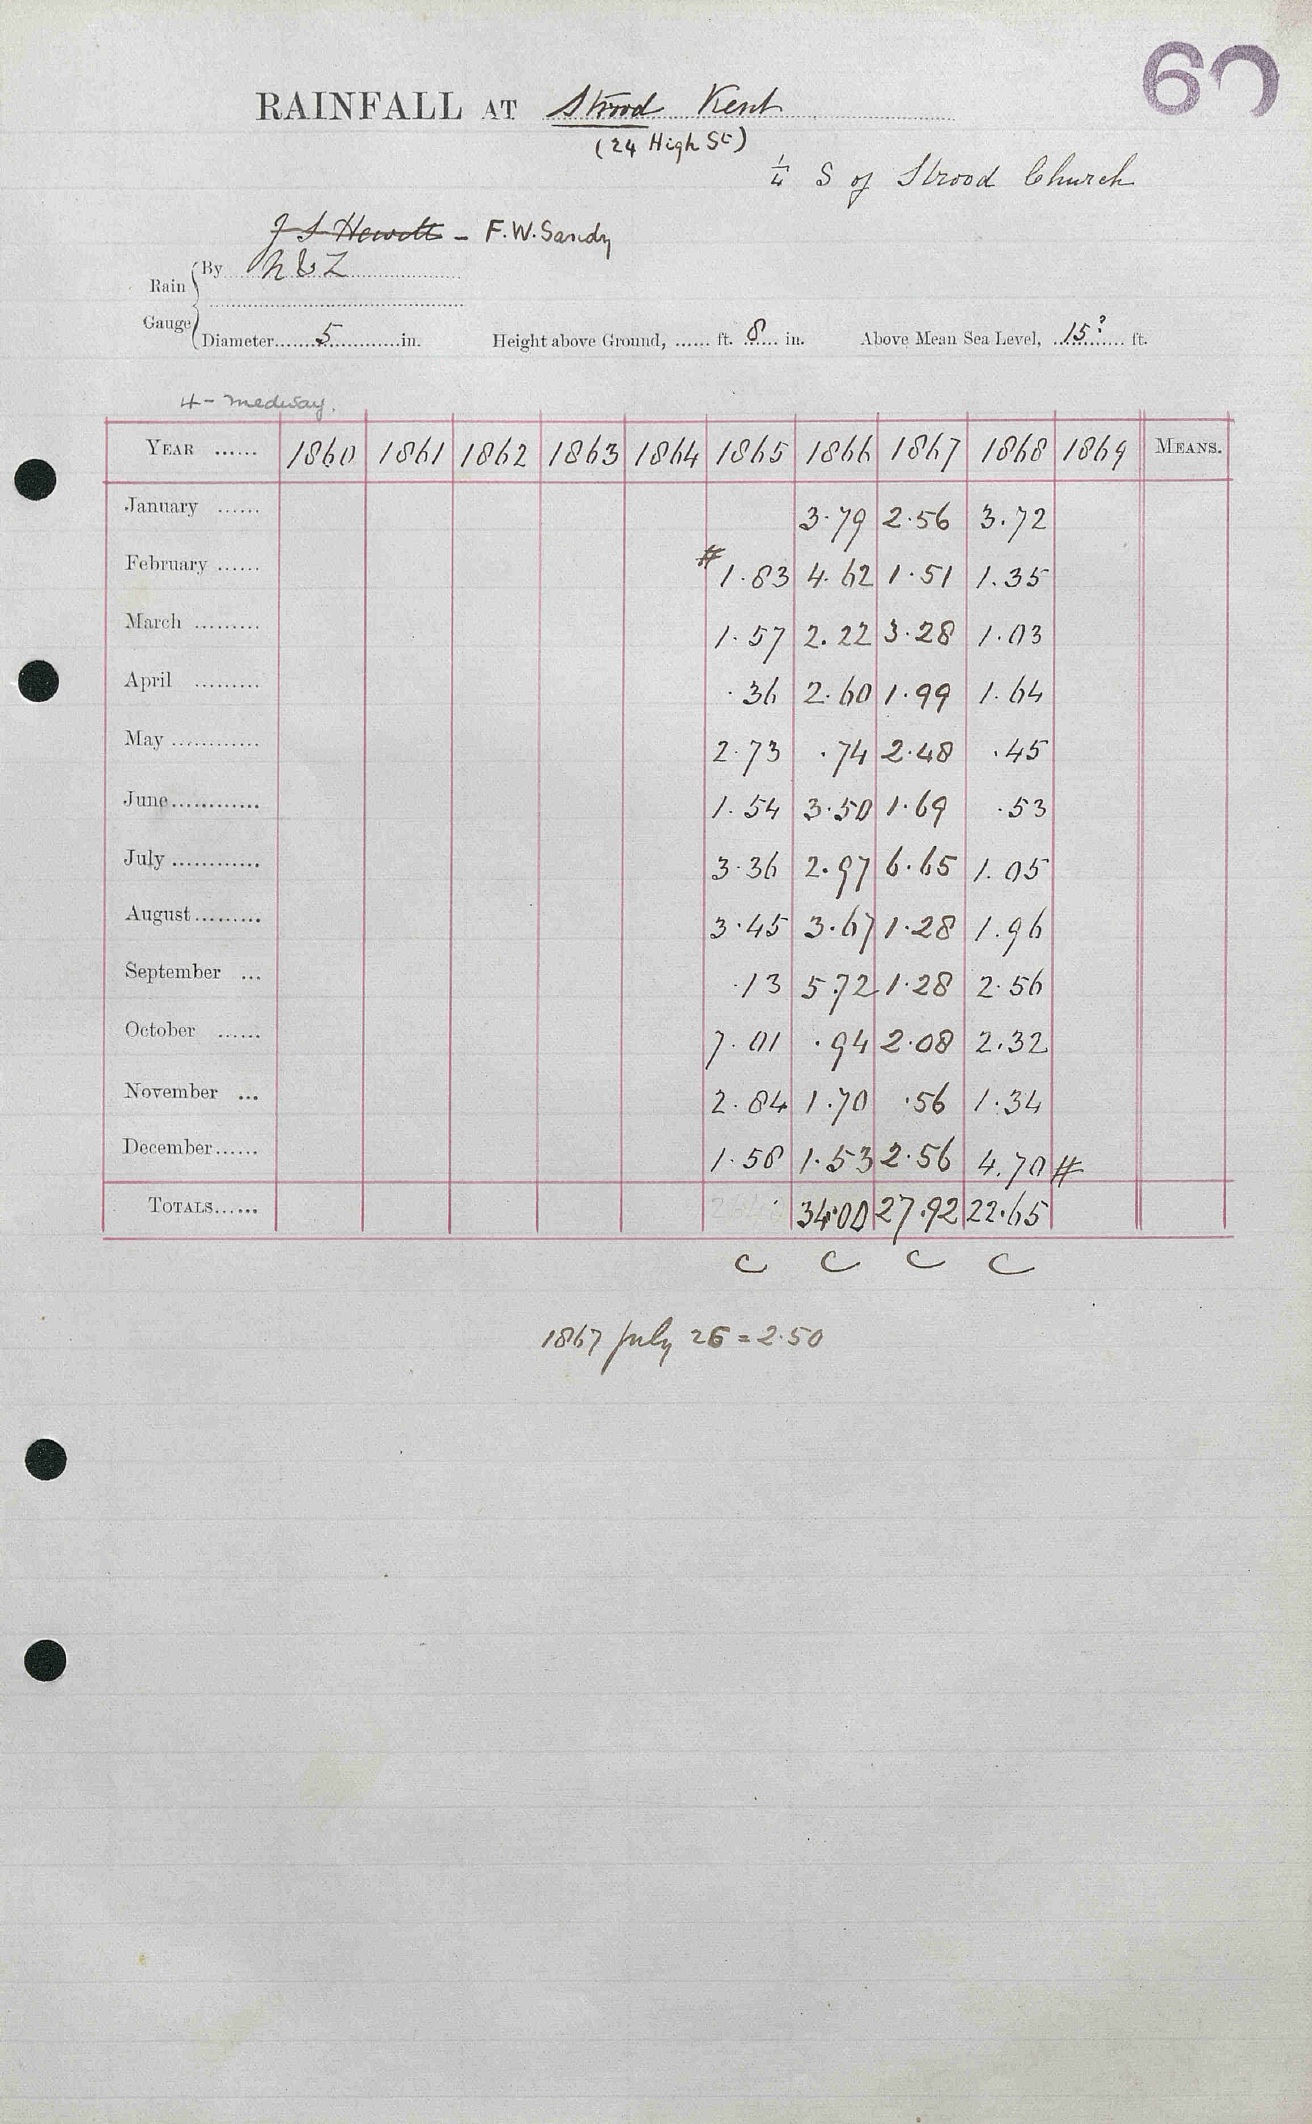 60
RAINFALL AT Strood Kent
(24 High St)
1/4 S of Strood Church
J S Hewett - F.W. Sandy
Rain Gauge
By N & Z
Diameter 5 in. Height above Ground, ...... ft. 8 in. Above Mean Sea Level, 15? ft.
4 - Medway.
YEAR ...... 1860 1861 1862 1863 1864 1865 1866 1867 1868 1869 MEANS.
January ...... 3.79 2.56 3.72
February ...... # 1.83 4.62 1.51 1.35
March ......... 1.57 2.22 3.28 1.03
April ......... .36 2.60 1.99 1.64
May ............ 2.73 .74 2.48 .45
June ............ 1.54 3.50 1.69 .53
July ............ 3.36 2.97 6.65 1.05
August ......... 3.45 3.67 1.28 1.96
September ... .13 5.72 1.28 2.56
October ...... 7.01 .94 2.08 2.32
November ... 2.84 1.70 .56 1.34
December ...... 1.58 1.53 2.56 4.70 #
TOTALS ...... 34.00 27.92 22.65
C C C C
1867 July 26 = 2.50